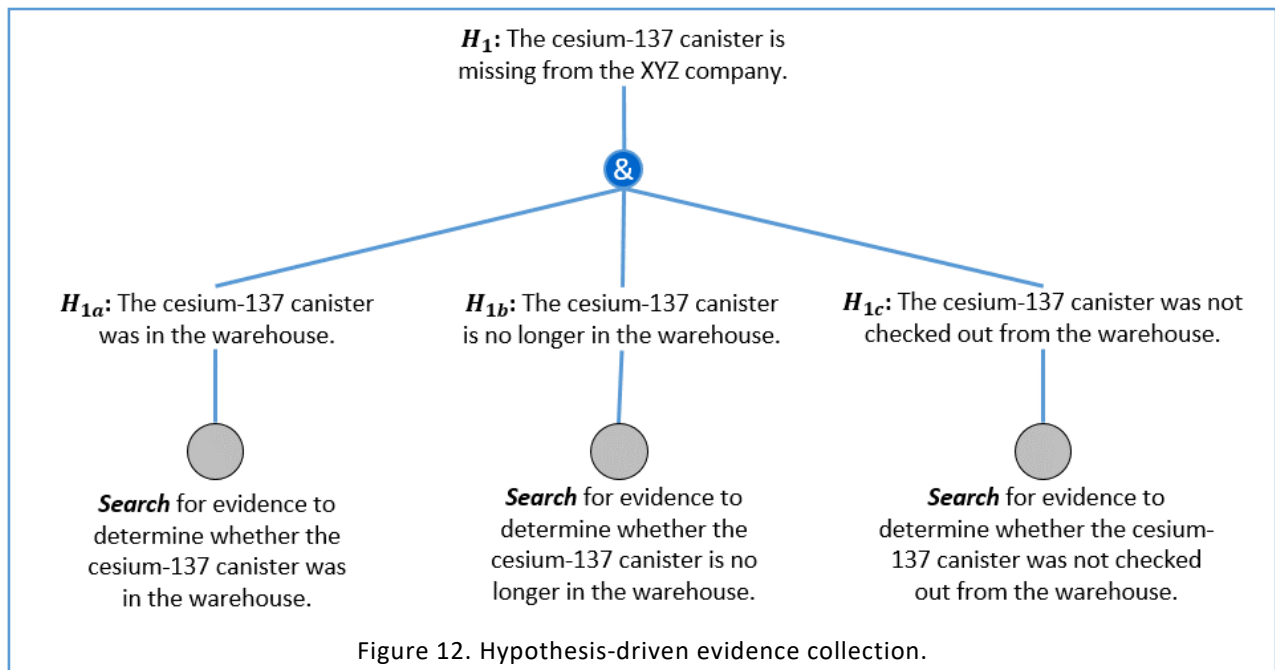 H1: The cesium-137 canister is
missing from the XYZ company.
&
H1a: The cesium-137 canister
was in the warehouse.
H1b: The cesium-137 canister
is no longer in the warehouse.
H1c: The cesium-137 canister was not
checked out from the warehouse.
Search for evidence to
determine whether the
cesium-137 canister was
in the warehouse.
Search for evidence to
determine whether the
cesium-137 canister is no
longer in the warehouse.
Search for evidence to
determine whether the cesium-
137 canister was not checked
out from the warehouse.
Figure 12. Hypothesis-driven evidence collection.